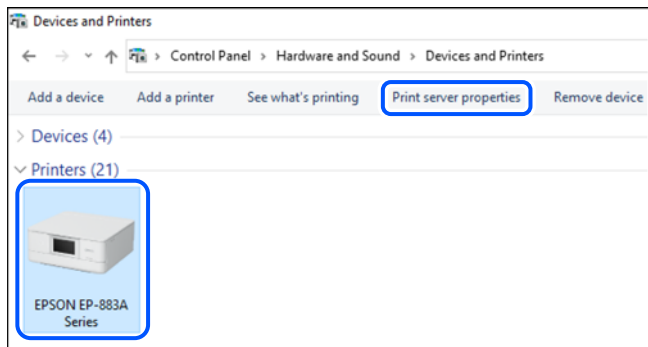 Devices and Printers
Control Panel > Hardware and Sound > Devices and Printers
Add a device Add a printer See what's printing Print server properties Remove device
Devices (4)
Printers (21)
EPSON EP-883A
Series